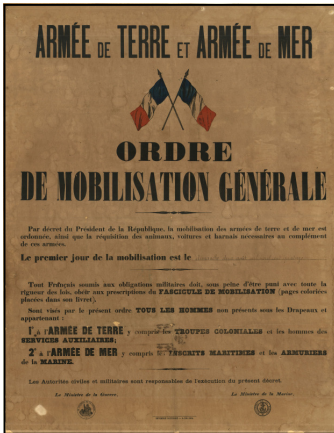 ARMÉE DE TERRE ET ARMÉE DE MER
ORDRE
DE MOBILISATION GÉNÉRALE
Par décret du Président de la République, la mobilisation des armées de terre et de mer est
ordonnée, ainsi que la réquisition des animaux, voitures et harnais nécessaires au complément
de ces armées.
Le premier jour de la mobilisation est le
Tout Français soumis aux obligations militaires doit, sous peine d'être puni avec toute la
rigueur des lois, obéir aux prescriptions du FASCICULE DE MOBILISATION (pages coloriées
placées dans son livret).
Sont visés par le présent ordre TOUS LES HOMMES non présents sous les Drapeaux et
appartenant :
1° à l'ARMÉE DE TERRE y compris les TROUPES COLONIALES et les hommes des
SERVICES AUXILIAIRES;
2° à l'ARMÉE DE MER y compris les INSCRITS MARITIMES et les ARMURIERS
de la MARINE.
Les Autorités civiles et militaires sont responsables de l'exécution du présent décret.
Le Ministre de la Guerre, Le Ministre de la Marine,